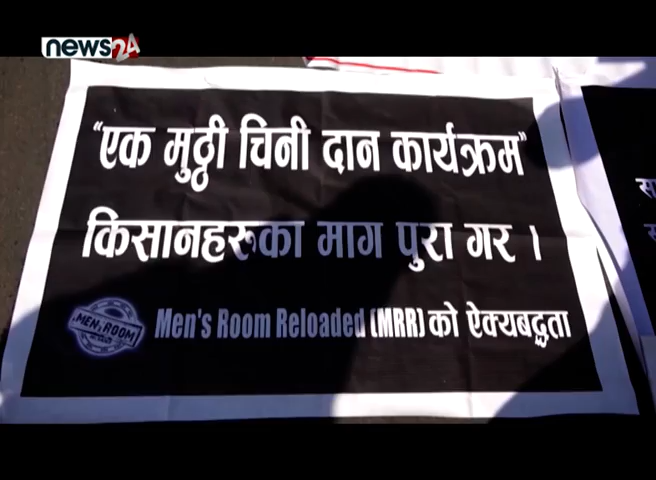 news24
"एक मुठ्ठी चिनी दान कार्यक्रम"
किसानहरुका माग पुरा गर ।
MEN'S ROOM
Men's Room Reloaded (MRR) को ऐक्यबद्धता